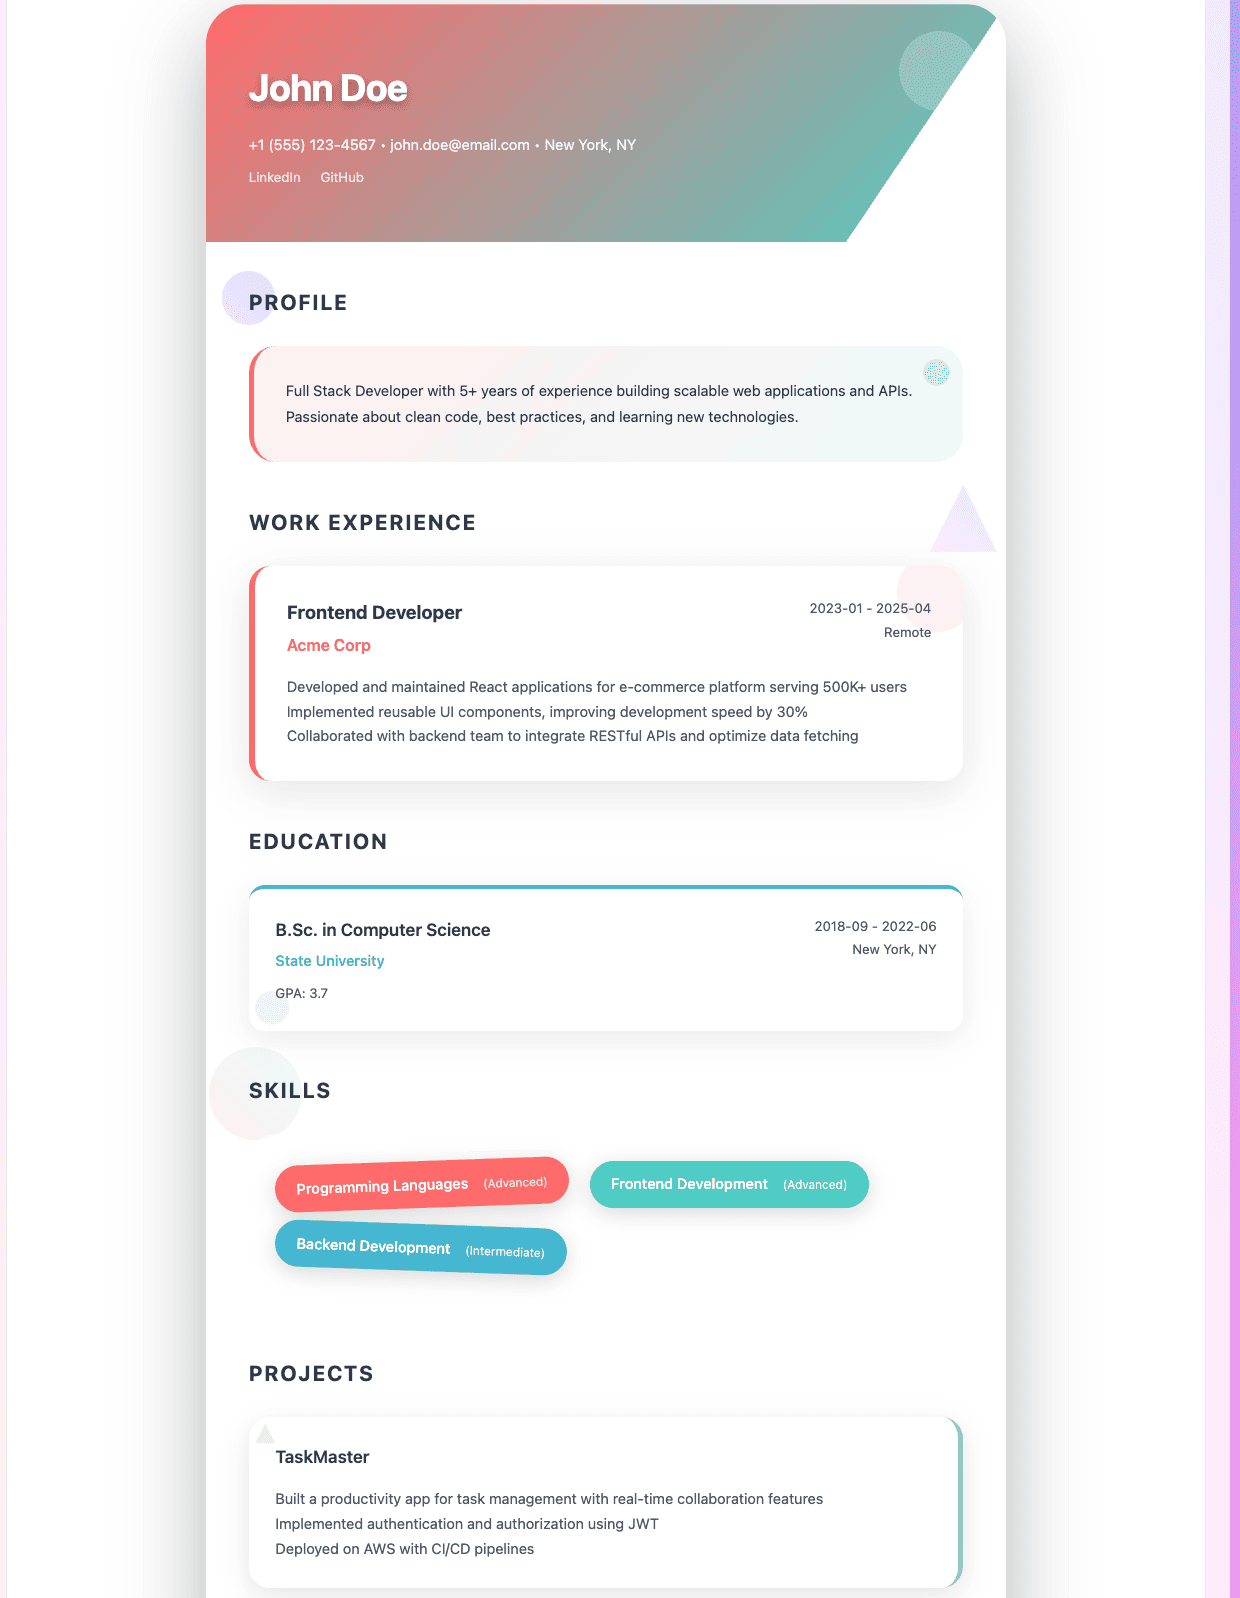 John Doe
+1 (555) 123-4567 • john.doe@email.com • New York, NY
LinkedIn GitHub
PROFILE
Full Stack Developer with 5+ years of experience building scalable web applications and APIs.
Passionate about clean code, best practices, and learning new technologies.
WORK EXPERIENCE
Frontend Developer
2023-01 - 2025-04
Acme Corp
Remote
Developed and maintained React applications for e-commerce platform serving 500K+ users
Implemented reusable UI components, improving development speed by 30%
Collaborated with backend team to integrate RESTful APIs and optimize data fetching
EDUCATION
B.Sc. in Computer Science
2018-09 - 2022-06
State University
New York, NY
GPA: 3.7
SKILLS
Programming Languages (Advanced)
Frontend Development (Advanced)
Backend Development (Intermediate)
PROJECTS
TaskMaster
Built a productivity app for task management with real-time collaboration features
Implemented authentication and authorization using JWT
Deployed on AWS with CI/CD pipelines